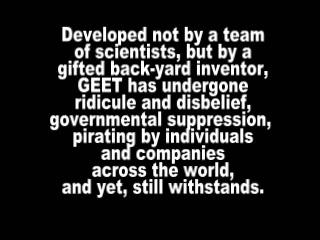 Developed not by a team
of scientists, but by a
gifted back-yard inventor,
GEET has undergone
ridicule and disbelief,
governmental suppression,
pirating by individuals
and companies
across the world,
and yet, still withstands.